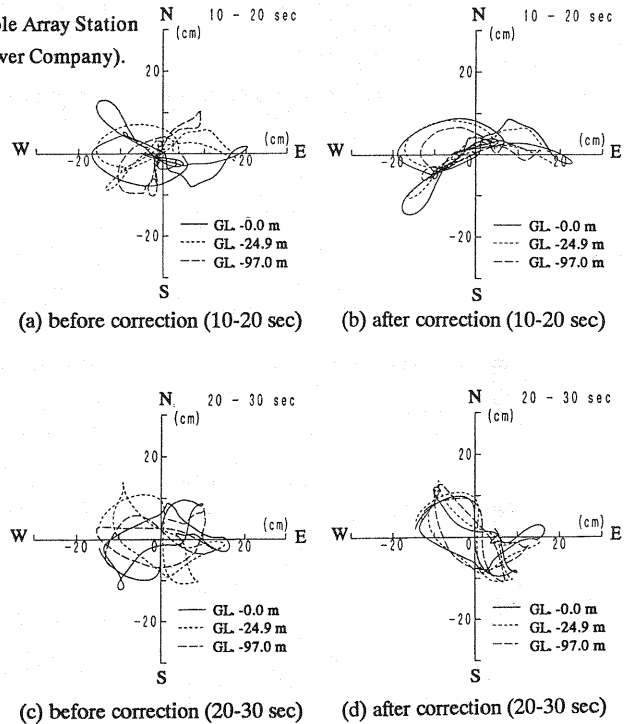 ole Array Station
ver Company).
N 10 - 20 sec
(cm)
20
(cm)
W -20 0 20 E
-20
GL. -0.0 m
GL. -24.9 m
GL. -97.0 m
S
(a) before correction (10-20 sec)
N 10 - 20 sec
(cm)
20
(cm)
W -20 0 20 E
-20
GL. -0.0 m
GL. -24.9 m
GL. -97.0 m
S
(b) after correction (10-20 sec)
N 20 - 30 sec
(cm)
20
(cm)
W -20 0 20 E
-20
GL. -0.0 m
GL. -24.9 m
GL. -97.0 m
S
(c) before correction (20-30 sec)
N 20 - 30 sec
(cm)
20
(cm)
W -20 0 20 E
-20
GL. -0.0 m
GL. -24.9 m
GL. -97.0 m
S
(d) after correction (20-30 sec)